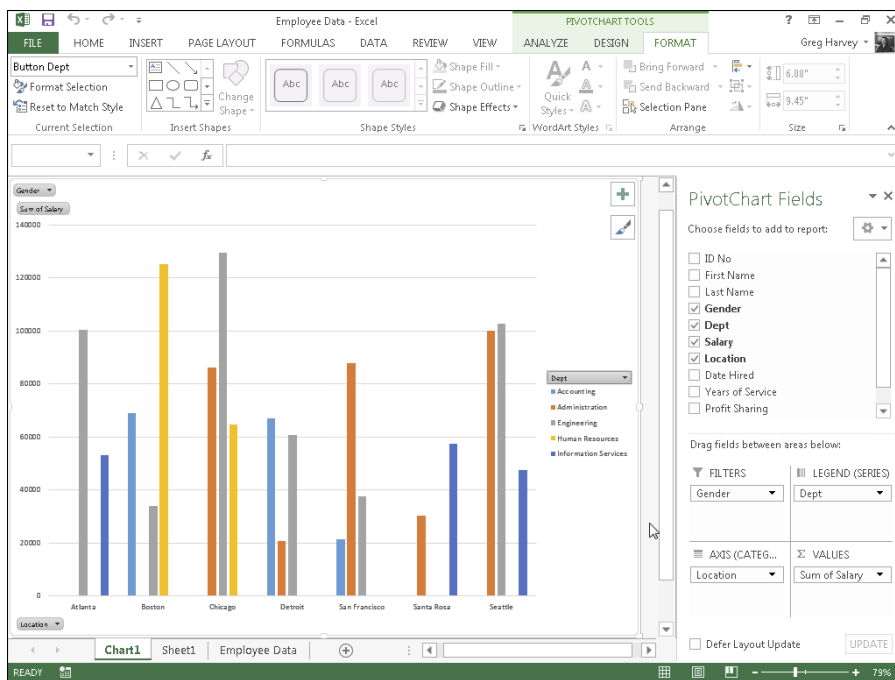 Employee Data - Excel
PIVOTCHART TOOLS
?
FILE HOME INSERT PAGE LAYOUT FORMULAS DATA REVIEW VIEW ANALYZE DESIGN FORMAT Greg Harvey
Button Dept
Format Selection
Reset to Match Style
Current Selection
Change
Shape
Insert Shapes
Abc Abc Abc
Shape Fill
Shape Outline
Shape Effects
Shape Styles
Quick
Styles
A
A
A
WordArt Styles
Bring Forward
Send Backward
Selection Pane
Arrange
6.88"
9.45"
Size
fx
Gender
Sum of Salary
140000
120000
100000
80000
60000
40000
20000
0
Atlanta Boston Chicago Detroit San Francisco Santa Rosa Seattle
Location
Dept
Accounting
Administration
Engineering
Human Resources
Information Services
PivotChart Fields
Choose fields to add to report:
ID No
First Name
Last Name
Gender
Dept
Salary
Location
Date Hired
Years of Service
Profit Sharing
Drag fields between areas below:
FILTERS
Gender
LEGEND (SERIES)
Dept
AXIS (CATEG...
Location
Σ VALUES
Sum of Salary
Defer Layout Update UPDATE
Chart1 Sheet1 Employee Data
READY
79%